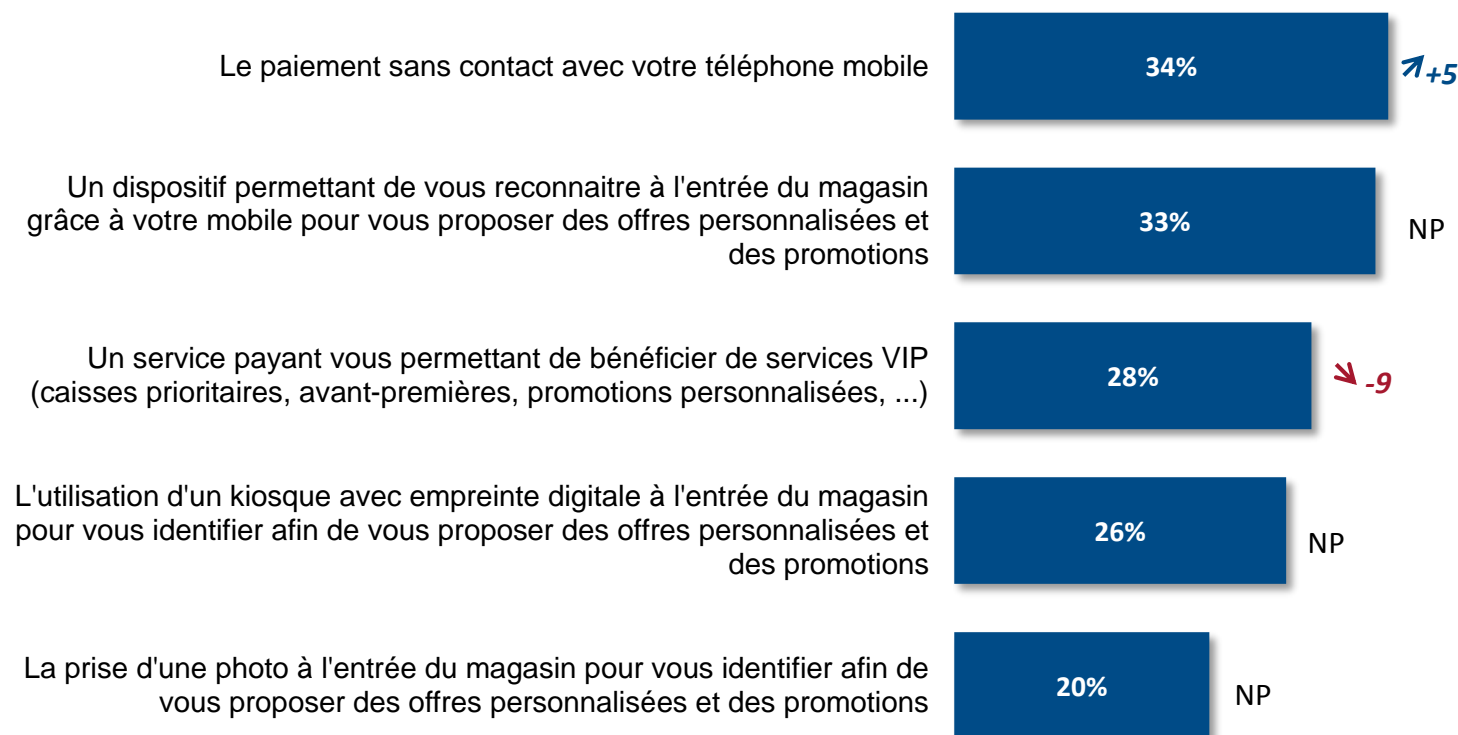 Le paiement sans contact avec votre téléphone mobile
34%
+5
Un dispositif permettant de vous reconnaitre à l'entrée du magasin
grâce à votre mobile pour vous proposer des offres personnalisées et
des promotions
33%
NP
Un service payant vous permettant de bénéficier de services VIP
(caisses prioritaires, avant-premières, promotions personnalisées, ...)
28%
-9
L'utilisation d'un kiosque avec empreinte digitale à l'entrée du magasin
pour vous identifier afin de vous proposer des offres personnalisées et
des promotions
26%
NP
La prise d'une photo à l'entrée du magasin pour vous identifier afin de
vous proposer des offres personnalisées et des promotions
20%
NP